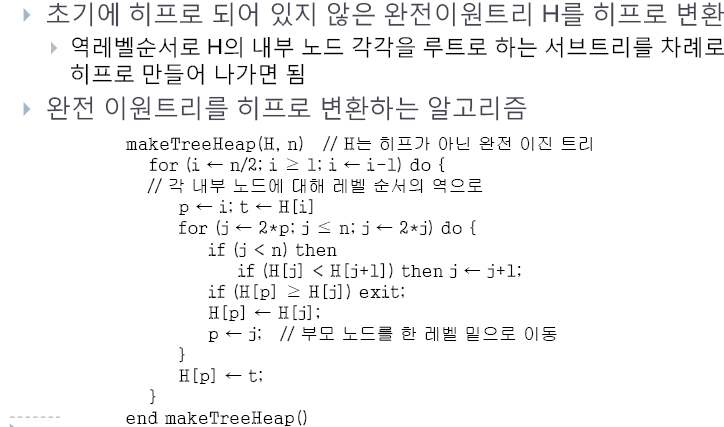 초기에 히프로 되어 있지 않은 완전이원트리 H를 히프로 변환
역레벨순서로 H의 내부 노드 각각을 루트로 하는 서브트리를 차례로
히프로 만들어 나가면 됨
완전 이원트리를 히프로 변환하는 알고리즘
makeTreeHeap(H, n) // H는 히프가 아닌 완전 이진 트리
for (i ← n/2; i ≥ 1; i ← i-1) do {
// 각 내부 노드에 대해 레벨 순서의 역으로
p ← i; t ← H[i]
for (j ← 2*p; j ≤ n; j ← 2*j) do {
if (j < n) then
if (H[j] < H[j+1]) then j ← j+1;
if (H[p] ≥ H[j]) exit;
H[p] ← H[j];
p ← j; // 부모 노드를 한 레벨 밑으로 이동
}
H[p] ← t;
}
end makeTreeHeap()